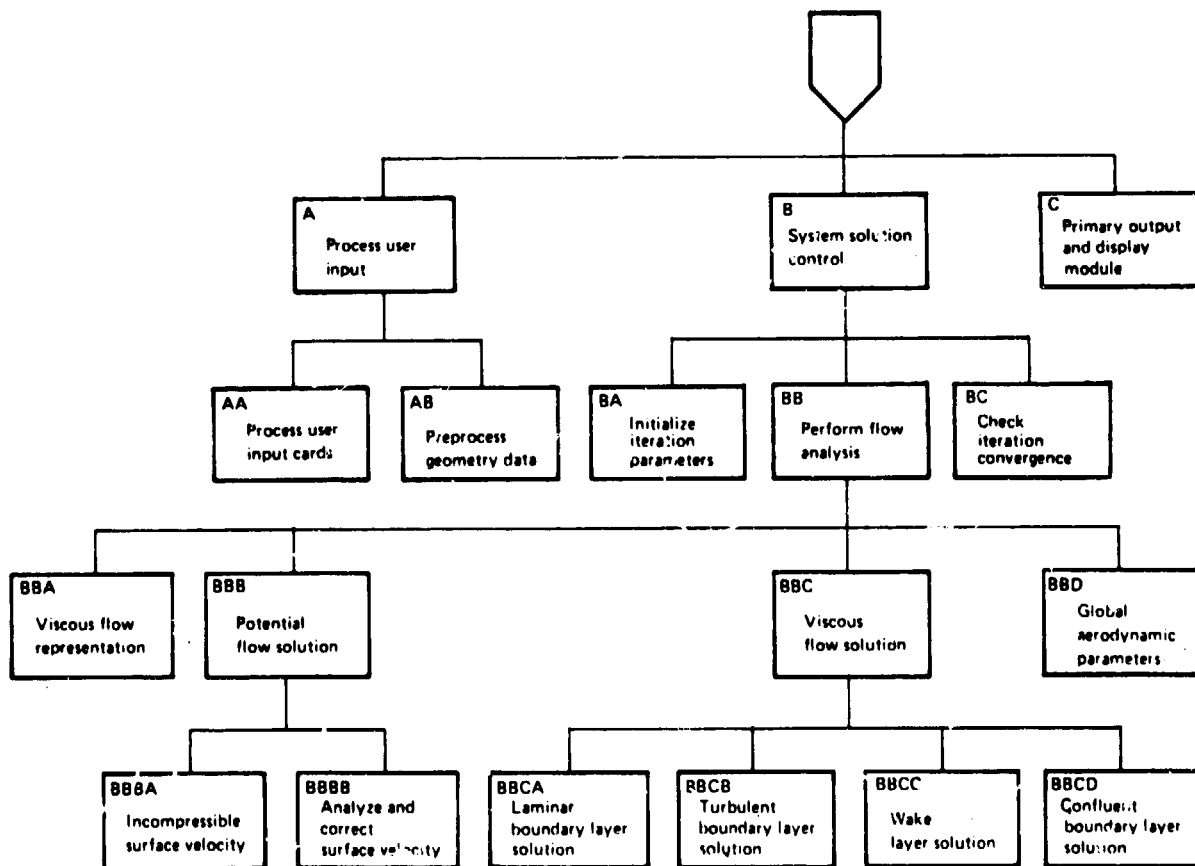 A
Process user
input
B
System solution
control
C
Primary output
and display
module
AA
Process user
input cards
AB
Preprocess
geometry data
BA
Initialize
iteration
parameters
BB
Perform flow
analysis
BC
Check
iteration
convergence
BBA
Viscous flow
representation
BBB
Potential
flow solution
BBC
Viscous
flow solution
BBD
Global
aerodynamic
parameters
BBBA
Incompressible
surface velocity
BBBB
Analyze and
correct
surface velocity
BBCA
Laminar
boundary layer
solution
BBCB
Turbulent
boundary layer
solution
BBCC
Wake
layer solution
BBCD
Confluent
boundary layer
solution